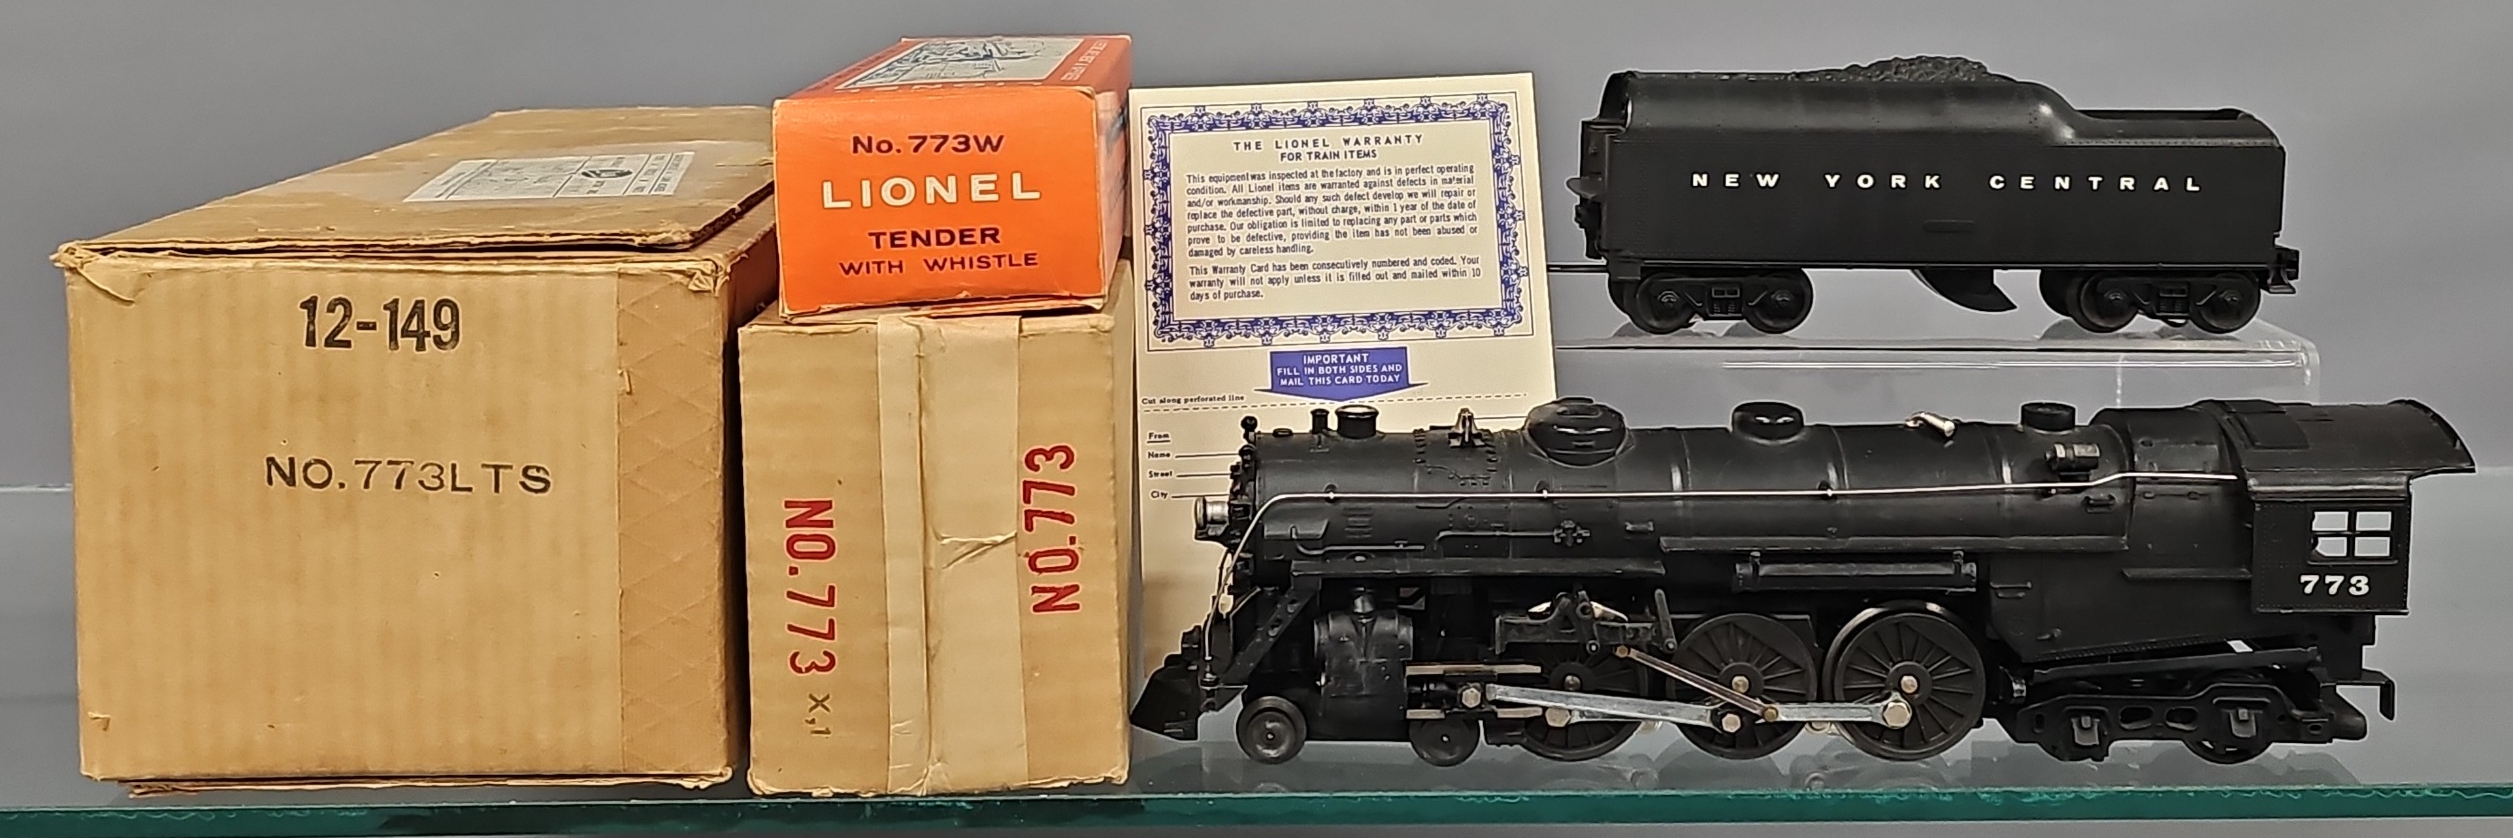 12-149
NO.773LTS
No. 773W
LIONEL
TENDER
WITH WHISTLE
NO.773
X,1
NO.773
THE LIONEL WARRANTY
FOR TRAIN ITEMS
This equipment was inspected at the factory and is in perfect operating
condition. All Lionel items are warranted against defects in material
and/or workmanship. Should any such defect develop we will repair or
replace the defective part, without charge, within 1 year of the date of
purchase. Our obligation is limited to replacing any part or parts which
prove to be defective, providing the item has not been abused or
damaged by careless handling.
This Warranty Card has been consecutively numbered and coded. Your
warranty will not apply unless it is filled out and mailed within 10
days of purchase.
IMPORTANT
FILL IN BOTH SIDES AND
MAIL THIS CARD TODAY
Cut along perforated line
From
Name
Street
City
NEW YORK CENTRAL
773